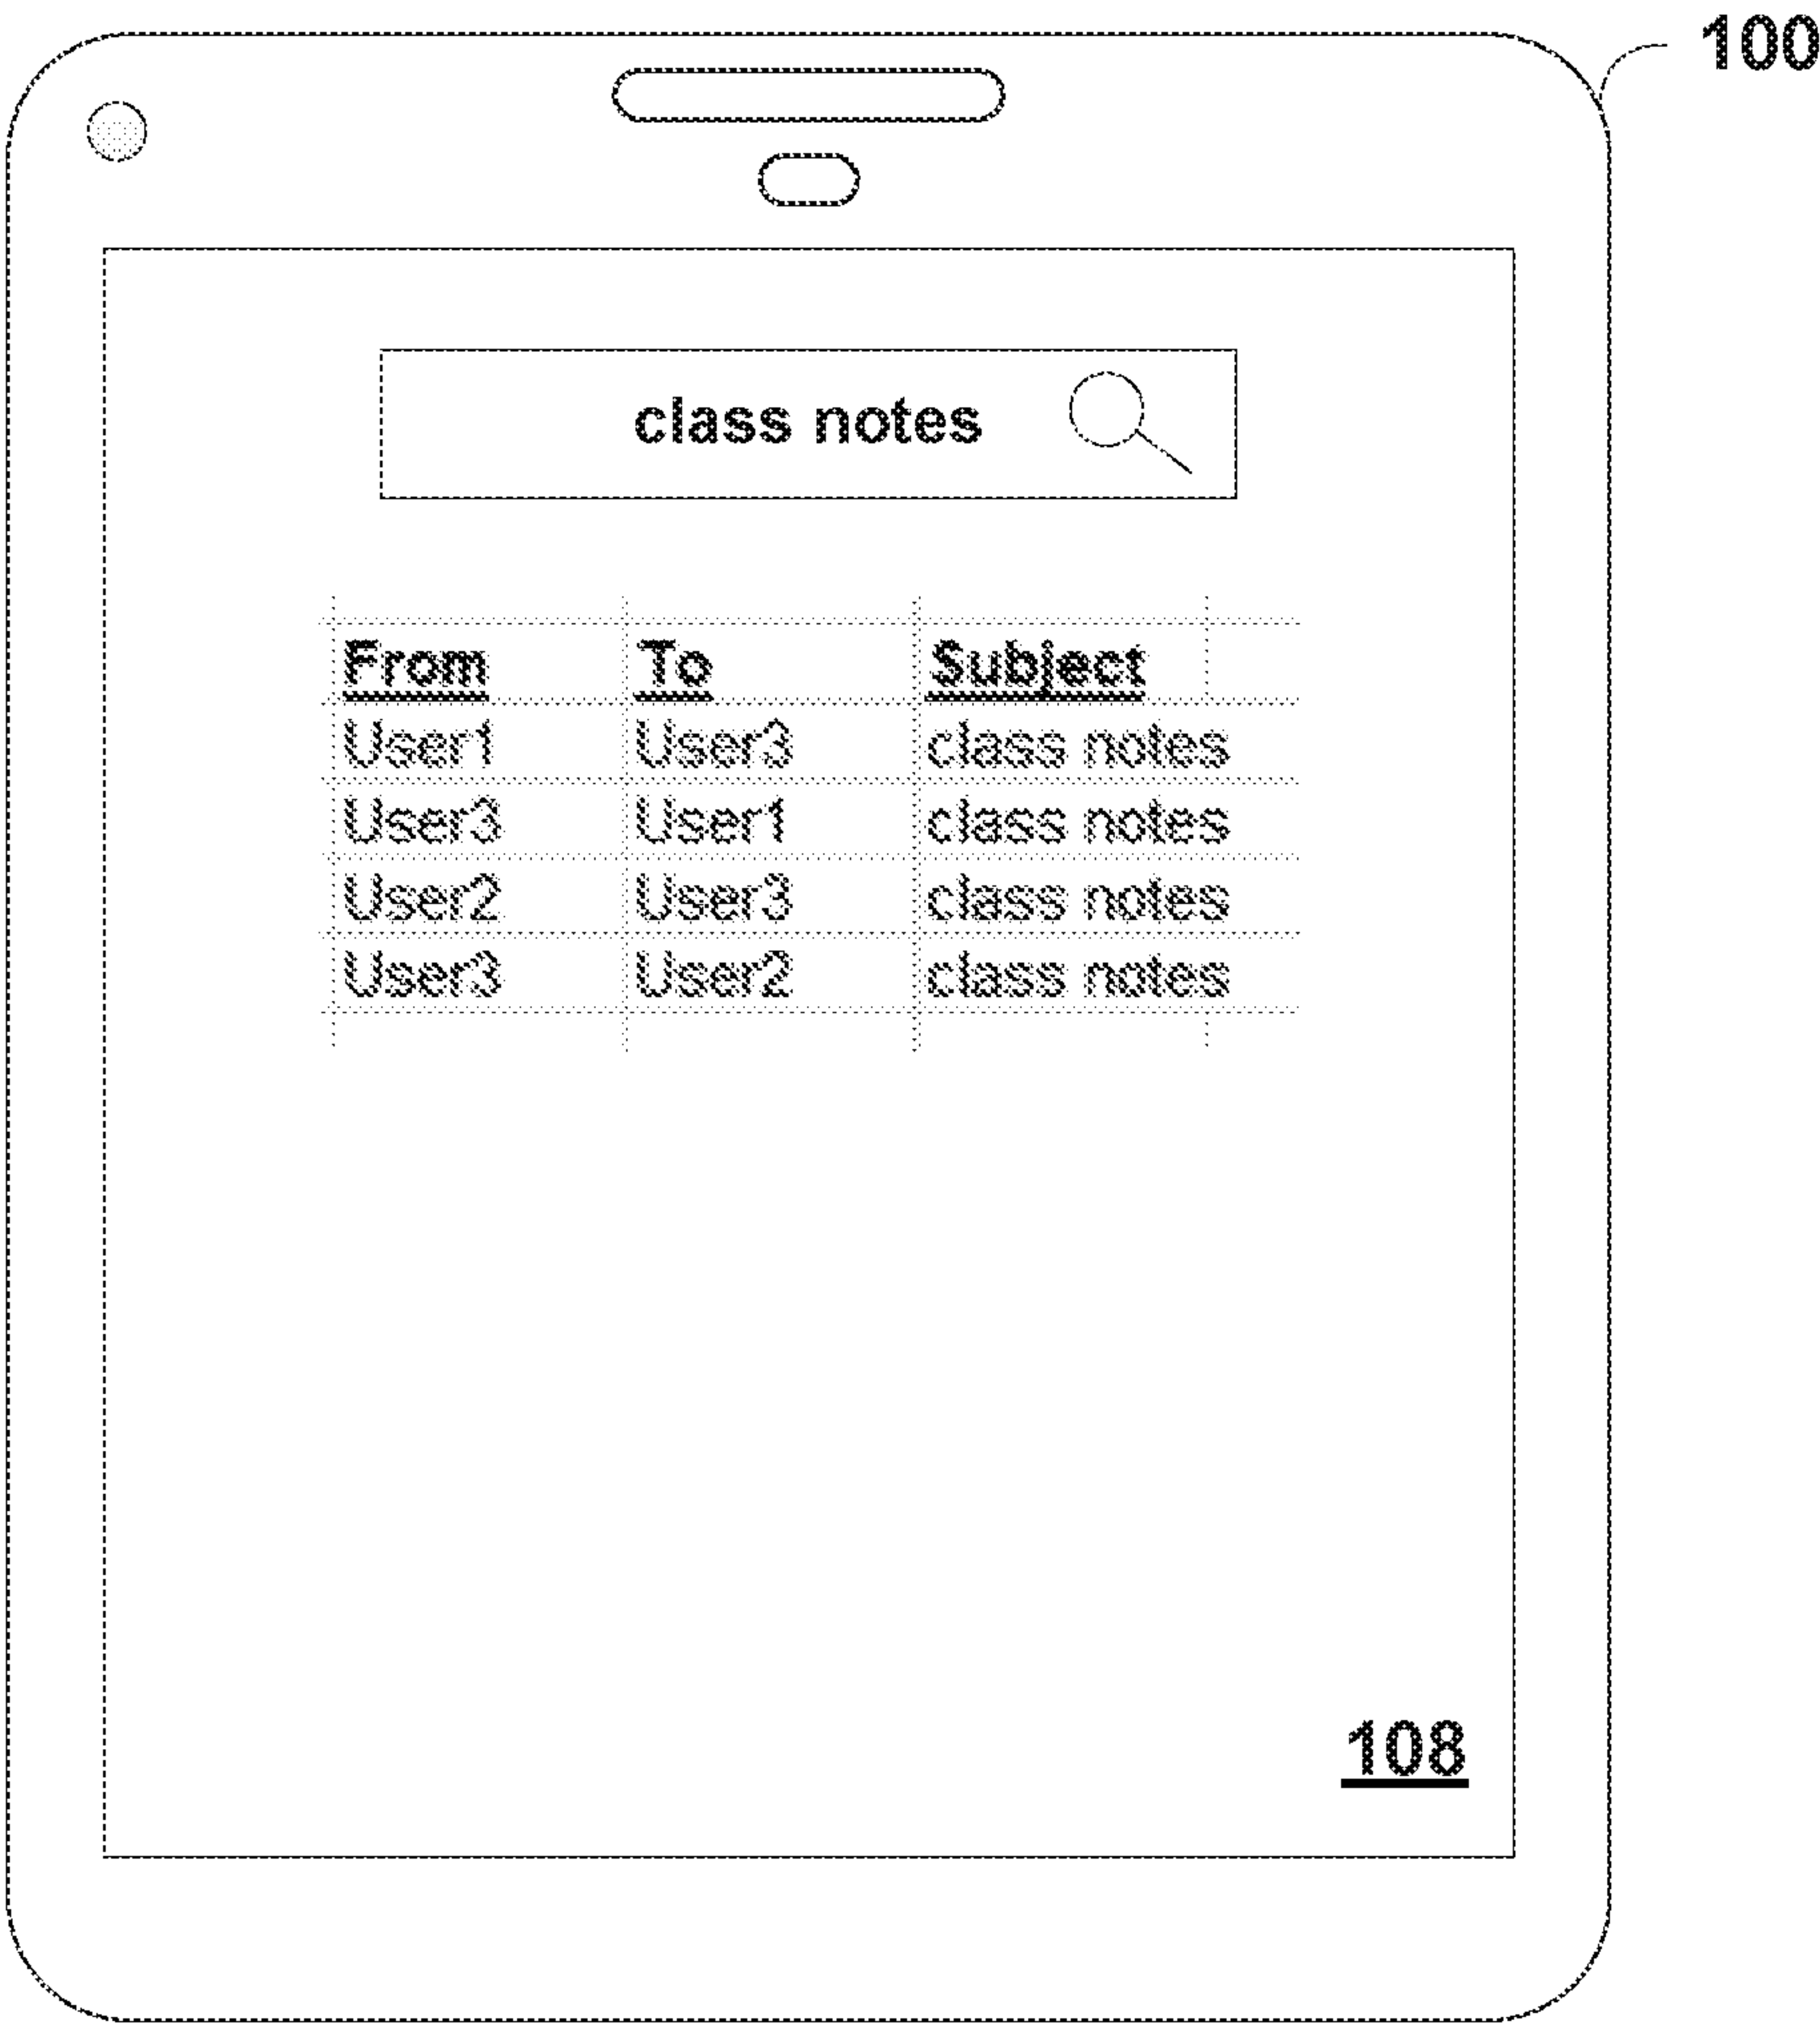 100
class notes
From To Subject
User1 User3 class notes
User3 User1 class notes
User2 User3 class notes
User3 User2 class notes
108